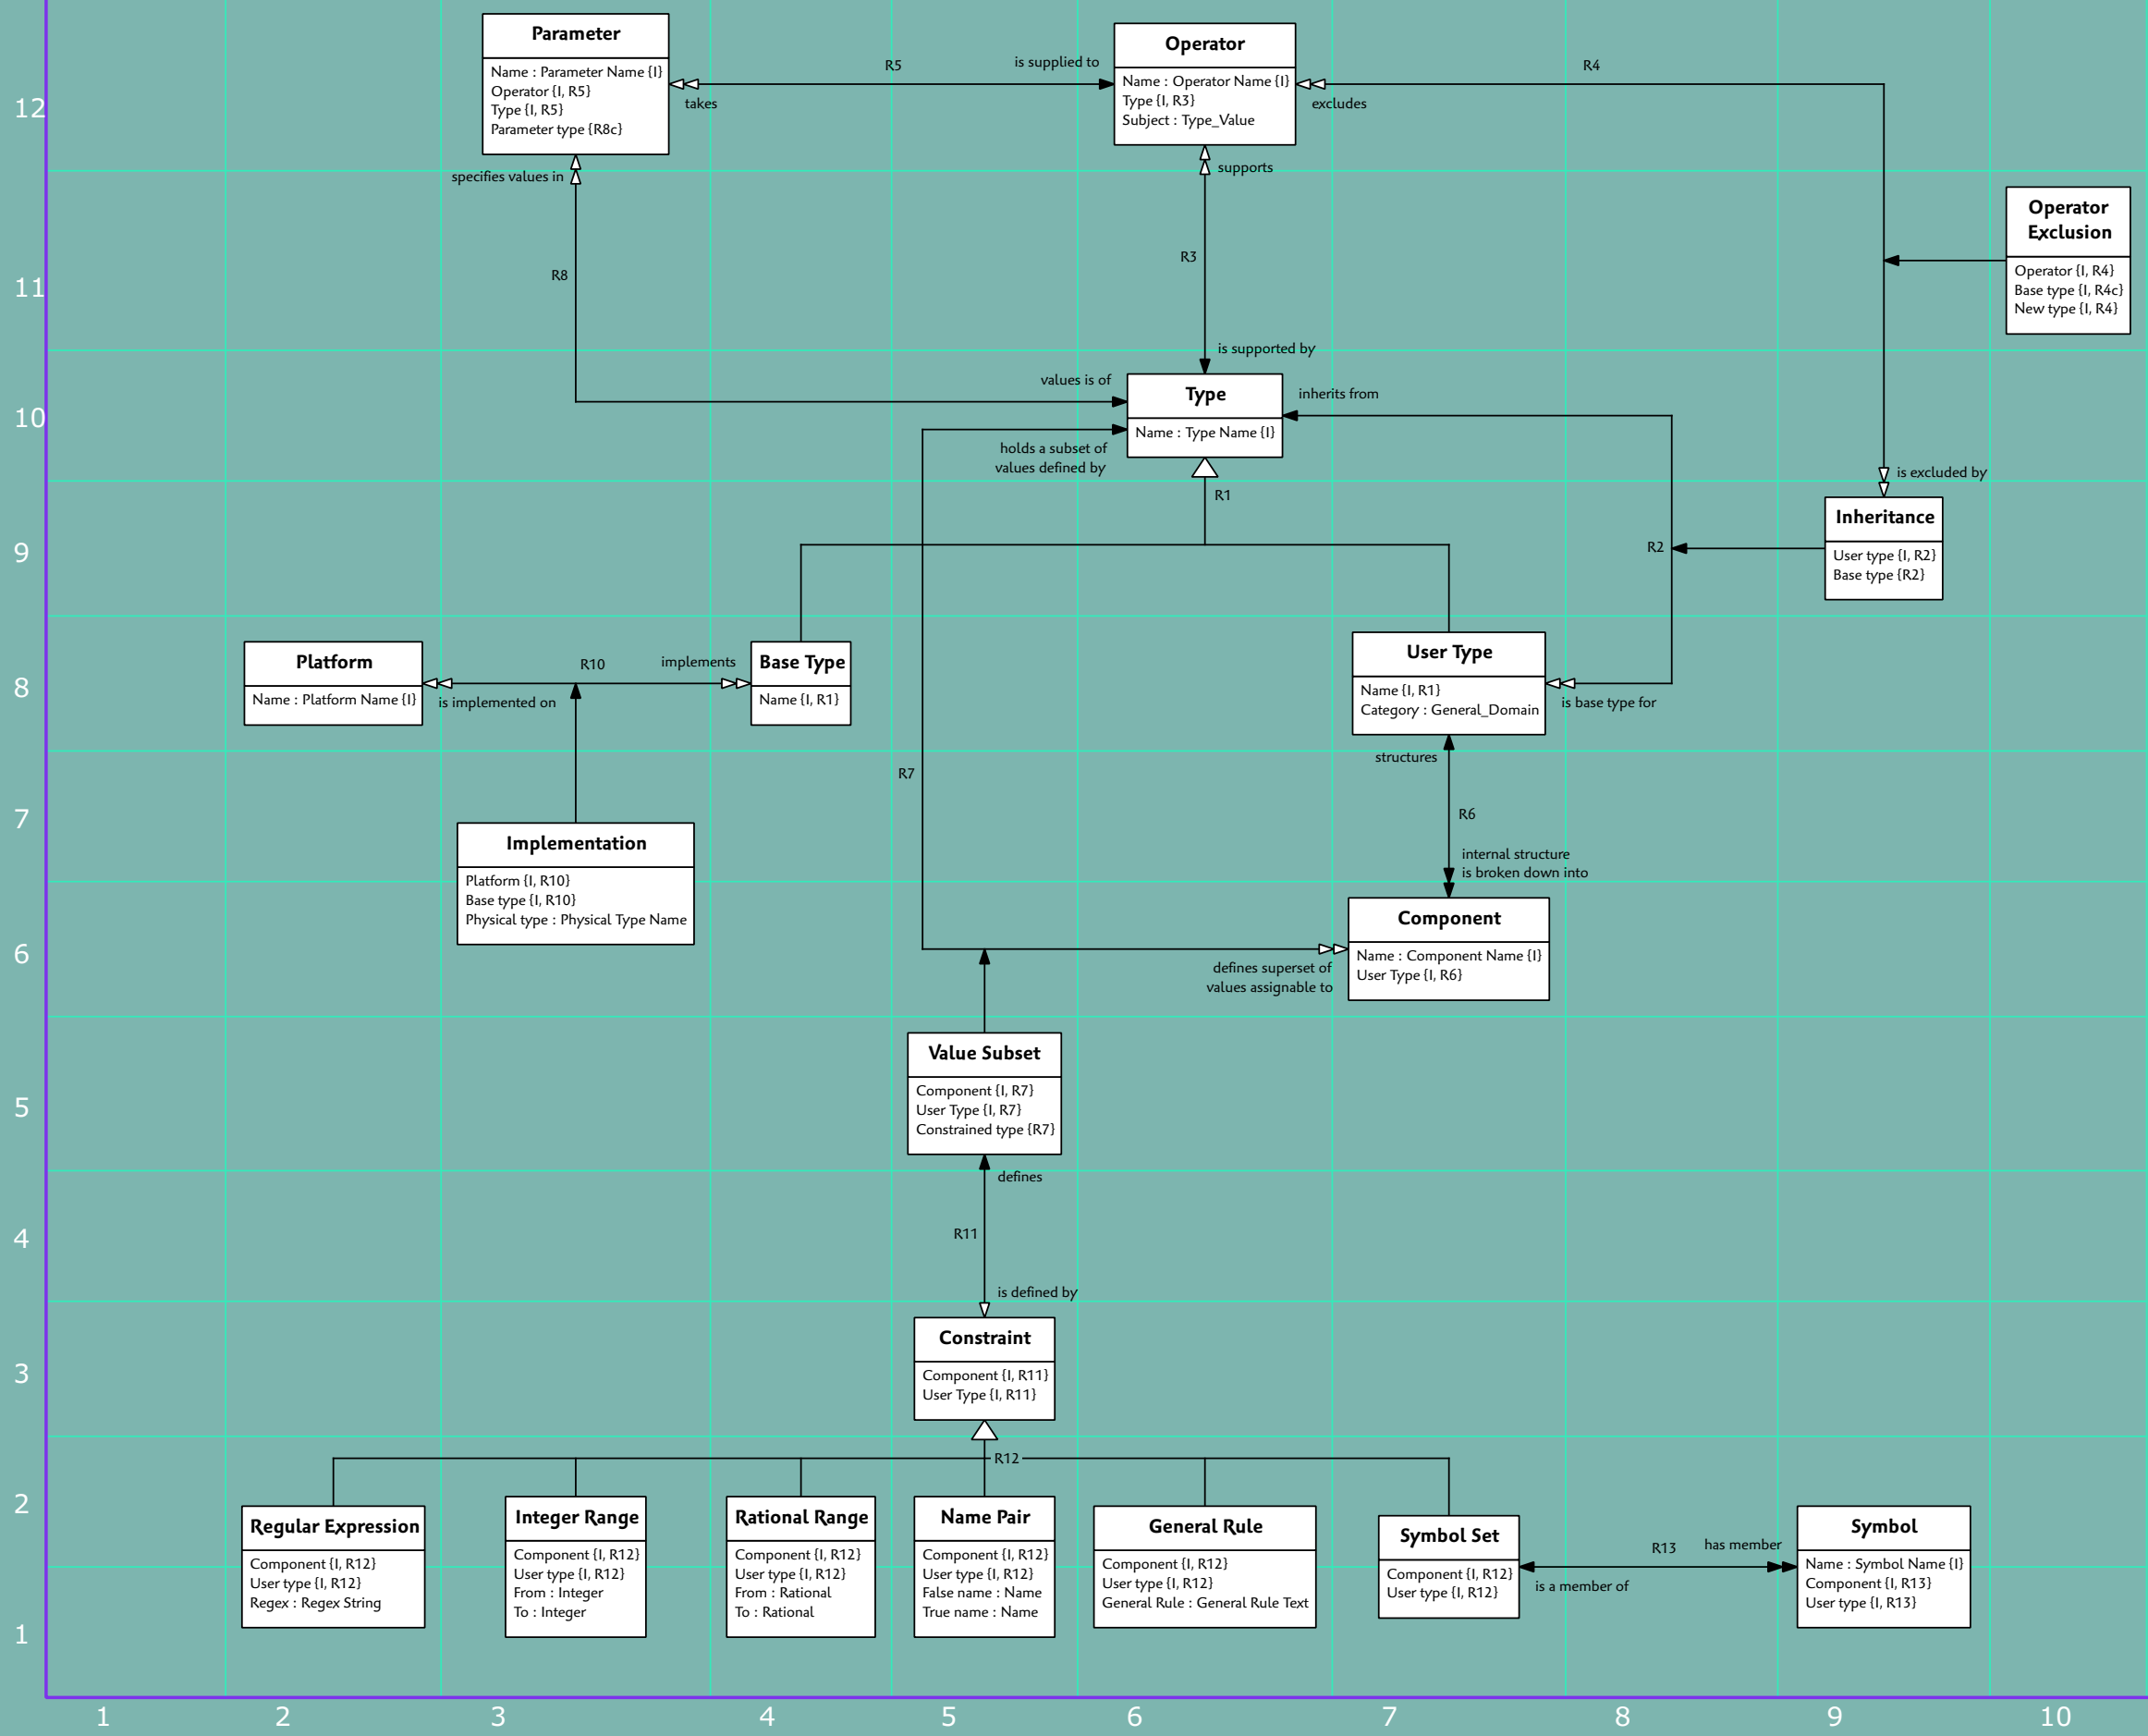 Parameter
Name : Parameter Name {I}
Operator {I, R5}
Type {I, R5}
Parameter type {R8c}
R5
is supplied to
takes
Operator
Name : Operator Name {I}
Type {I, R3}
Subject : Type_Value
R4
excludes
12
specifies values in
supports
Operator
Exclusion
Operator {I, R4}
Base type {I, R4c}
New type {I, R4}
R8
R3
11
is supported by
values is of
Type
Name : Type Name {I}
inherits from
10
holds a subset of
values defined by
R1
is excluded by
Inheritance
User type {I, R2}
Base type {R2}
R2
9
Platform
Name : Platform Name {I}
R10
implements
is implemented on
Base Type
Name {I, R1}
User Type
Name {I, R1}
Category : General_Domain
is base type for
8
structures
R7
R6
7
Implementation
Platform {I, R10}
Base type {I, R10}
Physical type : Physical Type Name
internal structure
is broken down into
Component
Name : Component Name {I}
User Type {I, R6}
6
defines superset of
values assignable to
Value Subset
Component {I, R7}
User Type {I, R7}
Constrained type {R7}
5
defines
R11
4
is defined by
Constraint
Component {I, R11}
User Type {I, R11}
3
R12
2
Regular Expression
Component {I, R12}
User type {I, R12}
Regex : Regex String
Integer Range
Component {I, R12}
User type {I, R12}
From : Integer
To : Integer
Rational Range
Component {I, R12}
User type {I, R12}
From : Rational
To : Rational
Name Pair
Component {I, R12}
User type {I, R12}
False name : Name
True name : Name
General Rule
Component {I, R12}
User type {I, R12}
General Rule : General Rule Text
Symbol Set
Component {I, R12}
User type {I, R12}
R13
has member
is a member of
Symbol
Name : Symbol Name {I}
Component {I, R13}
User type {I, R13}
1
1
2
3
4
5
6
7
8
9
10